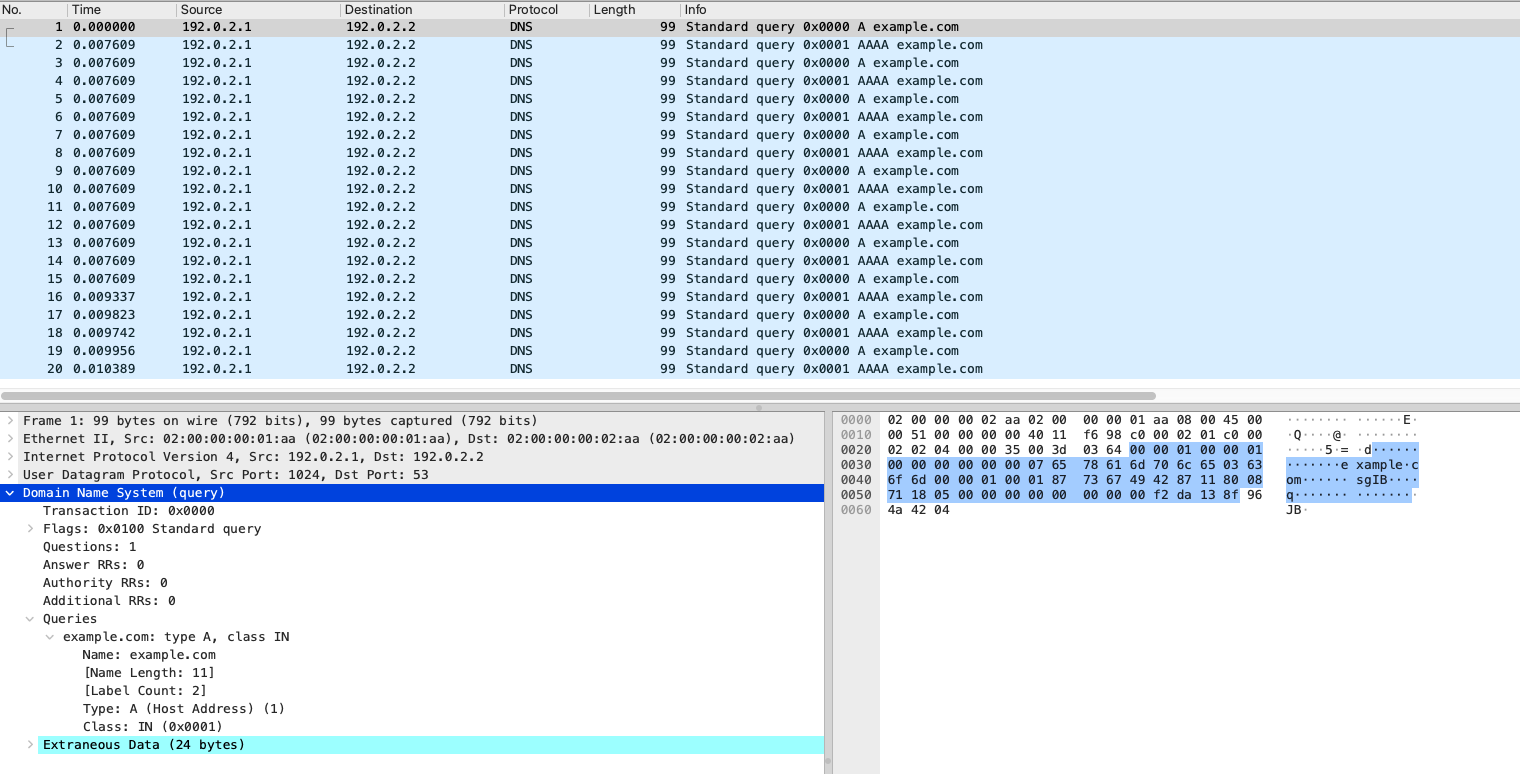 No. Time Source Destination Protocol Length Info
1 0.000000 192.0.2.1 192.0.2.2 DNS 99 Standard query 0x0000 A example.com
2 0.007609 192.0.2.1 192.0.2.2 DNS 99 Standard query 0x0001 AAAA example.com
3 0.007609 192.0.2.1 192.0.2.2 DNS 99 Standard query 0x0000 A example.com
4 0.007609 192.0.2.1 192.0.2.2 DNS 99 Standard query 0x0001 AAAA example.com
5 0.007609 192.0.2.1 192.0.2.2 DNS 99 Standard query 0x0000 A example.com
6 0.007609 192.0.2.1 192.0.2.2 DNS 99 Standard query 0x0001 AAAA example.com
7 0.007609 192.0.2.1 192.0.2.2 DNS 99 Standard query 0x0000 A example.com
8 0.007609 192.0.2.1 192.0.2.2 DNS 99 Standard query 0x0001 AAAA example.com
9 0.007609 192.0.2.1 192.0.2.2 DNS 99 Standard query 0x0000 A example.com
10 0.007609 192.0.2.1 192.0.2.2 DNS 99 Standard query 0x0001 AAAA example.com
11 0.007609 192.0.2.1 192.0.2.2 DNS 99 Standard query 0x0000 A example.com
12 0.007609 192.0.2.1 192.0.2.2 DNS 99 Standard query 0x0001 AAAA example.com
13 0.007609 192.0.2.1 192.0.2.2 DNS 99 Standard query 0x0000 A example.com
14 0.007609 192.0.2.1 192.0.2.2 DNS 99 Standard query 0x0001 AAAA example.com
15 0.007609 192.0.2.1 192.0.2.2 DNS 99 Standard query 0x0000 A example.com
16 0.009337 192.0.2.1 192.0.2.2 DNS 99 Standard query 0x0001 AAAA example.com
17 0.009823 192.0.2.1 192.0.2.2 DNS 99 Standard query 0x0000 A example.com
18 0.009742 192.0.2.1 192.0.2.2 DNS 99 Standard query 0x0001 AAAA example.com
19 0.009956 192.0.2.1 192.0.2.2 DNS 99 Standard query 0x0000 A example.com
20 0.010389 192.0.2.1 192.0.2.2 DNS 99 Standard query 0x0001 AAAA example.com
Frame 1: 99 bytes on wire (792 bits), 99 bytes captured (792 bits)
Ethernet II, Src: 02:00:00:00:01:aa (02:00:00:00:01:aa), Dst: 02:00:00:00:02:aa (02:00:00:00:02:aa)
Internet Protocol Version 4, Src: 192.0.2.1, Dst: 192.0.2.2
User Datagram Protocol, Src Port: 1024, Dst Port: 53
Domain Name System (query)
Transaction ID: 0x0000
Flags: 0x0100 Standard query
Questions: 1
Answer RRs: 0
Authority RRs: 0
Additional RRs: 0
Queries
example.com: type A, class IN
Name: example.com
[Name Length: 11]
[Label Count: 2]
Type: A (Host Address) (1)
Class: IN (0x0001)
Extraneous Data (24 bytes)
0000 02 00 00 00 02 aa 02 00 00 00 01 aa 08 00 45 00 ········ ······E·
0010 00 51 00 00 00 00 40 11 f6 98 c0 00 02 01 c0 00 ·Q····@· ········
0020 02 02 04 00 00 35 00 3d 03 64 00 00 01 00 00 01 ·····5·= ·d······
0030 00 00 00 00 00 00 07 65 78 61 6d 70 6c 65 03 63 ·······e xample·c
0040 6f 6d 00 00 01 00 01 87 73 67 49 42 87 11 80 08 om······ sgIB····
0050 71 18 05 00 00 00 00 00 00 00 f2 da 13 8f 96 q······· ·······
0060 4a 42 04 JB·